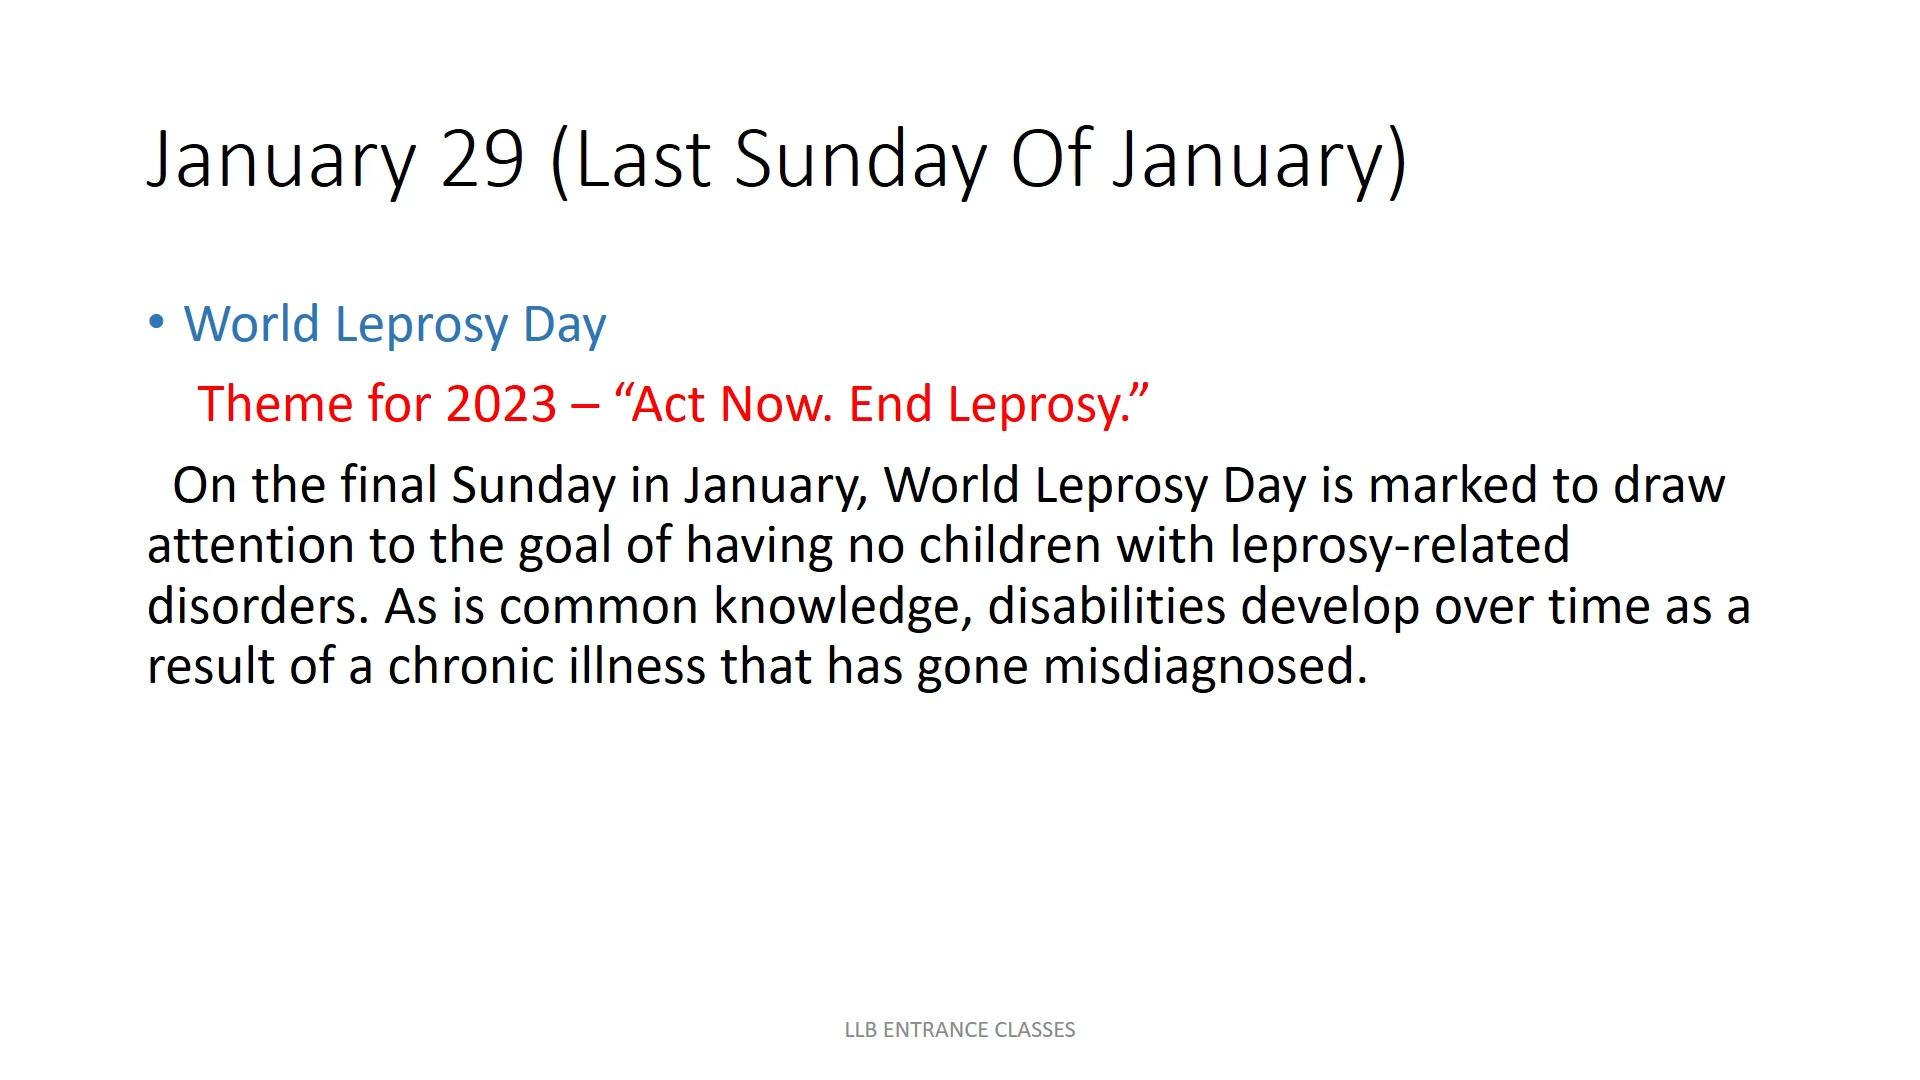 January 29 (Last Sunday Of January)
• World Leprosy Day
Theme for 2023 – “Act Now. End Leprosy.”
On the final Sunday in January, World Leprosy Day is marked to draw
attention to the goal of having no children with leprosy-related
disorders. As is common knowledge, disabilities develop over time as a
result of a chronic illness that has gone misdiagnosed.
LLB ENTRANCE CLASSES